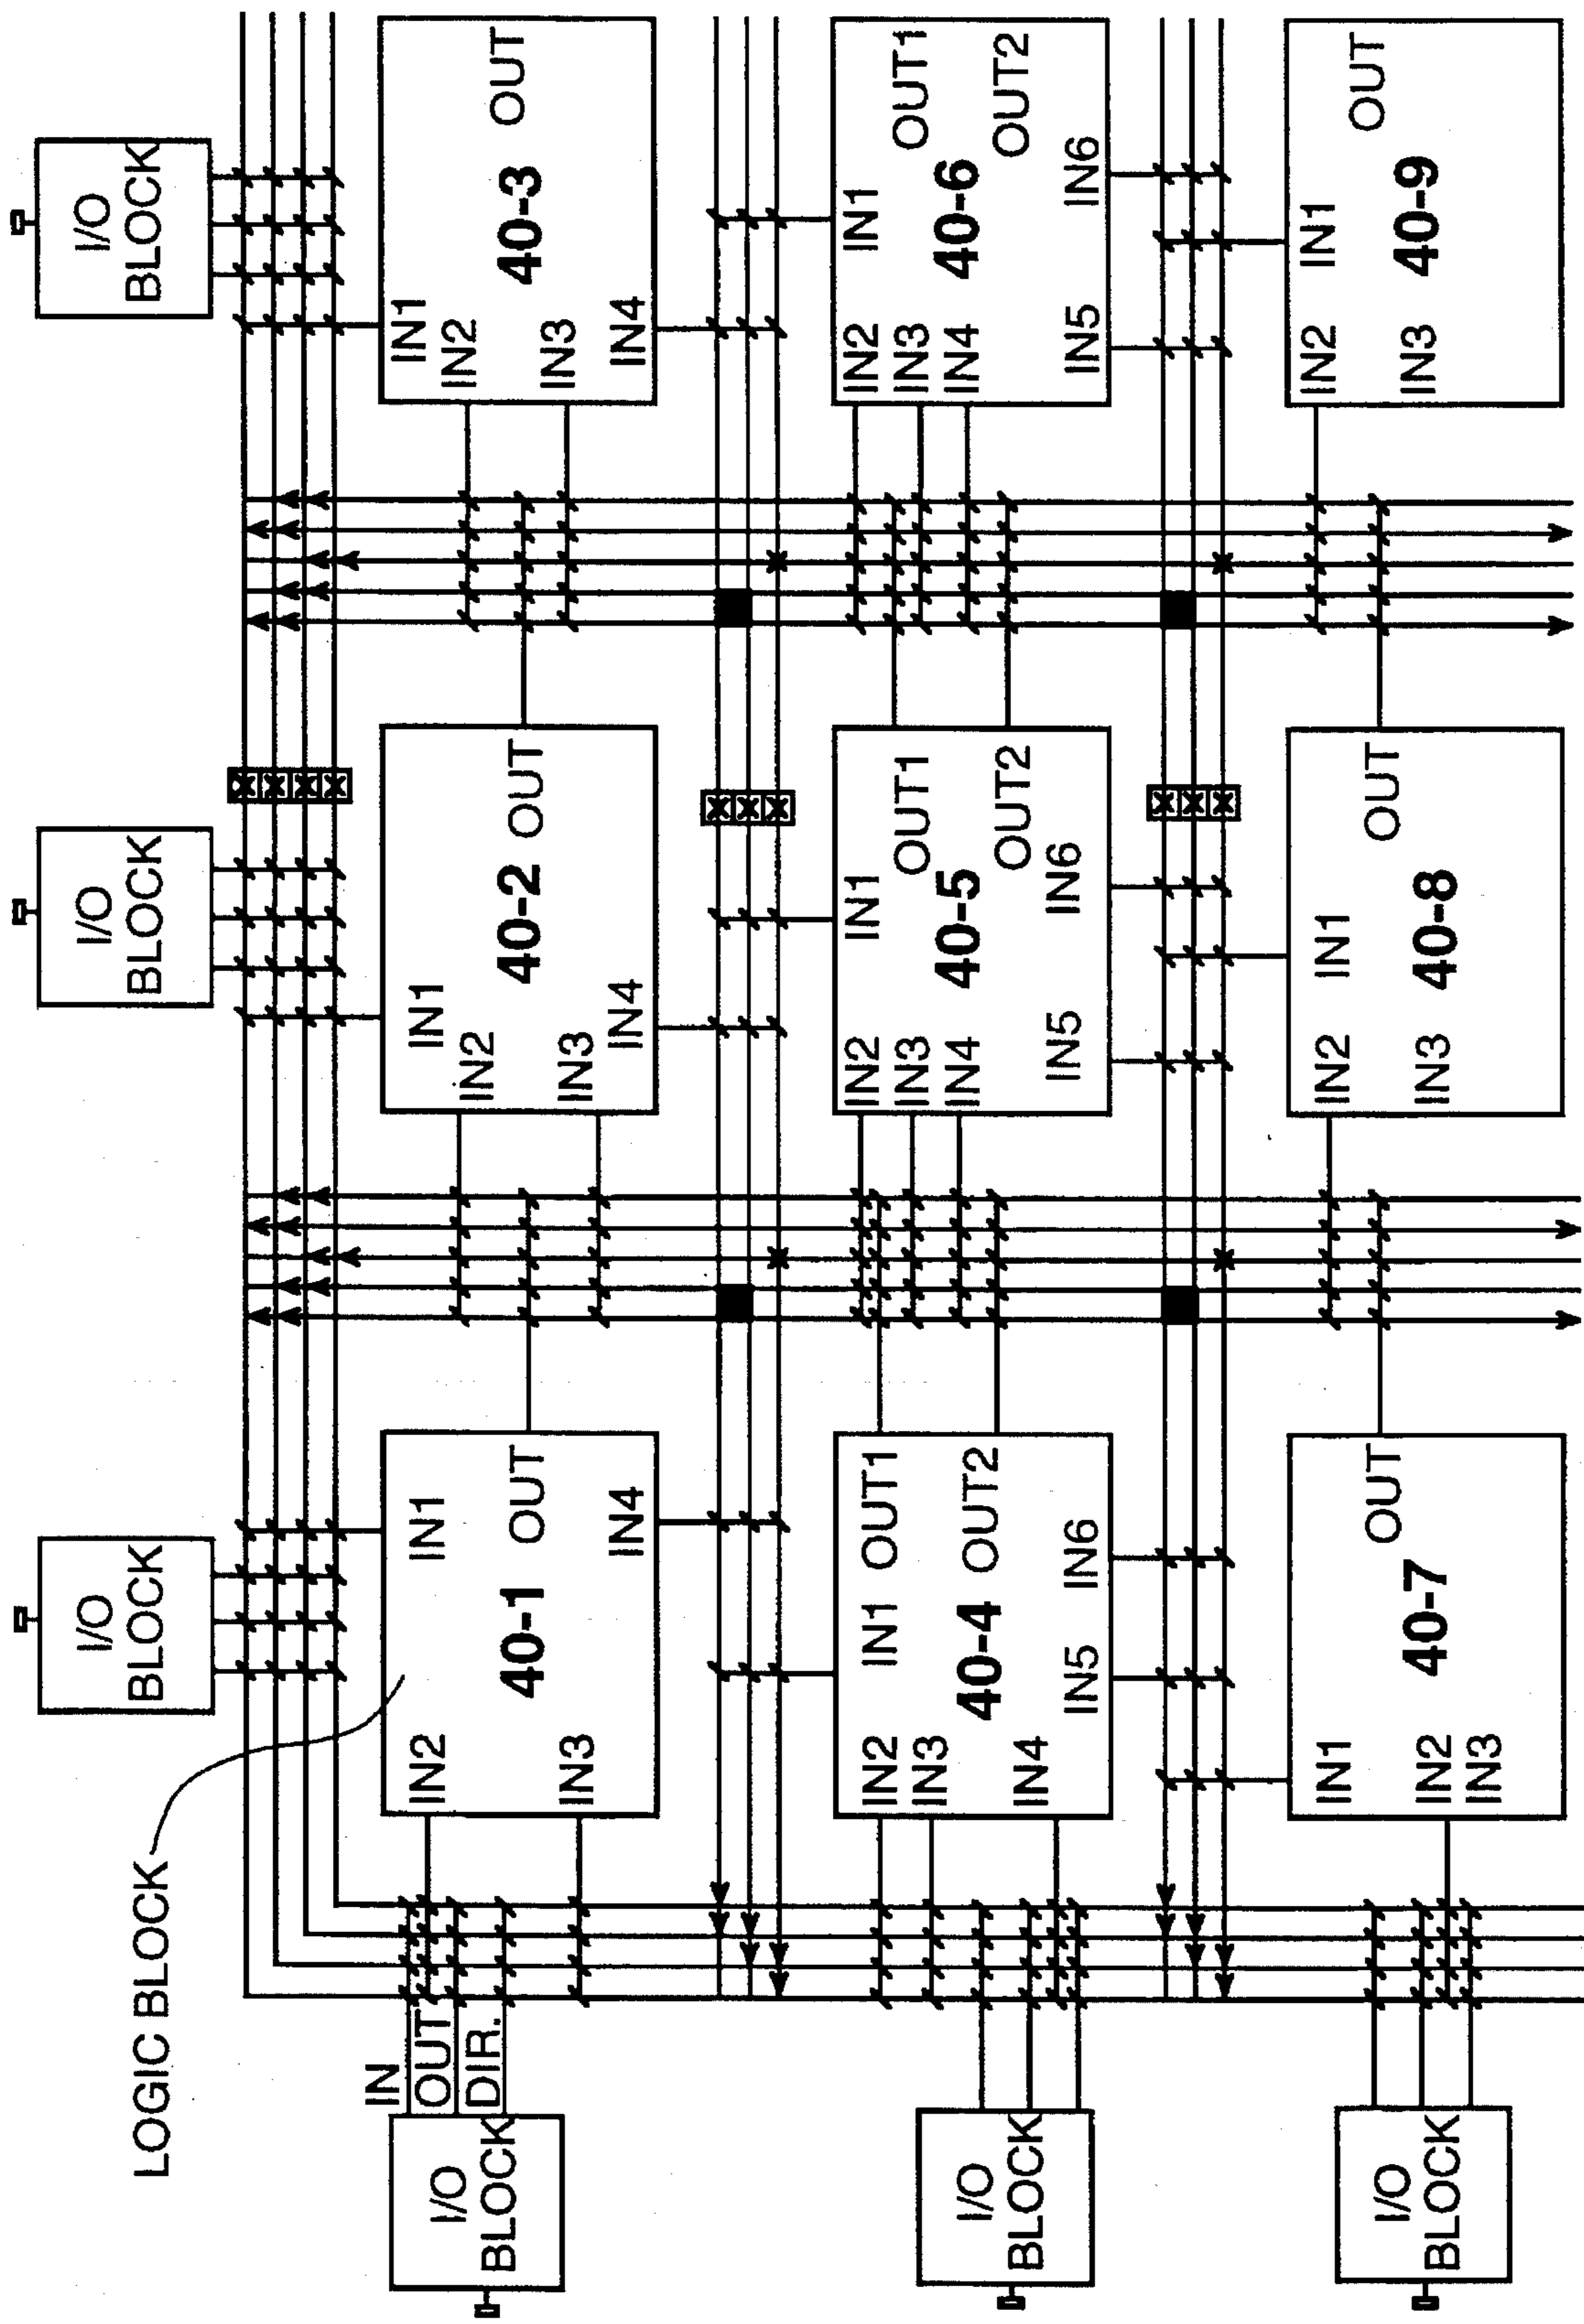 LOGIC BLOCK
I/O
BLOCK
I/O
BLOCK
I/O
BLOCK
I/O
BLOCK
IN
OUT
DIR.
IN1
IN2
OUT
40-1
IN3
IN4
IN1
IN2
OUT
40-2
IN3
IN4
IN1
IN2
OUT
40-3
IN3
IN4
I/O
BLOCK
IN2
IN1
OUT1
IN3
40-4
OUT2
IN4
IN5
IN6
IN2
IN1
OUT1
IN3
IN4
40-5
OUT2
IN5
IN6
IN2
IN1
OUT1
IN3
IN4
40-6
OUT2
IN5
IN6
I/O
BLOCK
IN1
OUT
IN2
40-7
IN3
IN2
IN1
OUT
IN3
40-8
IN2
IN1
OUT
IN3
40-9